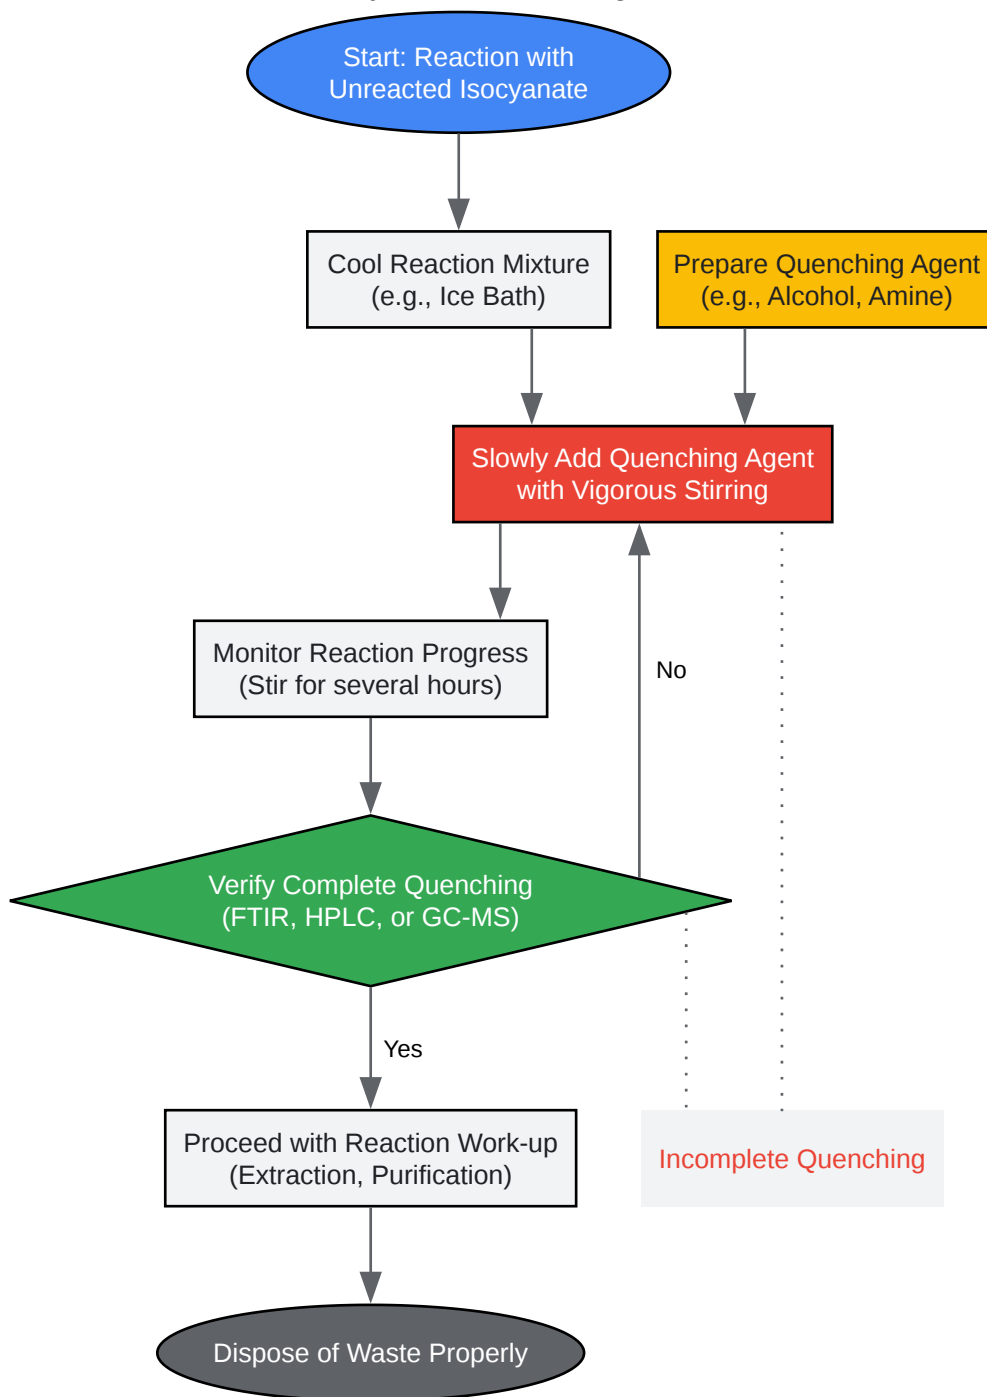 Start: Reaction with
Unreacted Isocyanate
Cool Reaction Mixture
(e.g., Ice Bath)
Prepare Quenching Agent
(e.g., Alcohol, Amine)
Slowly Add Quenching Agent
with Vigorous Stirring
Monitor Reaction Progress
(Stir for several hours)
No
Verify Complete Quenching
(FTIR, HPLC, or GC-MS)
Yes
Proceed with Reaction Work-up
(Extraction, Purification)
Incomplete Quenching
Dispose of Waste Properly